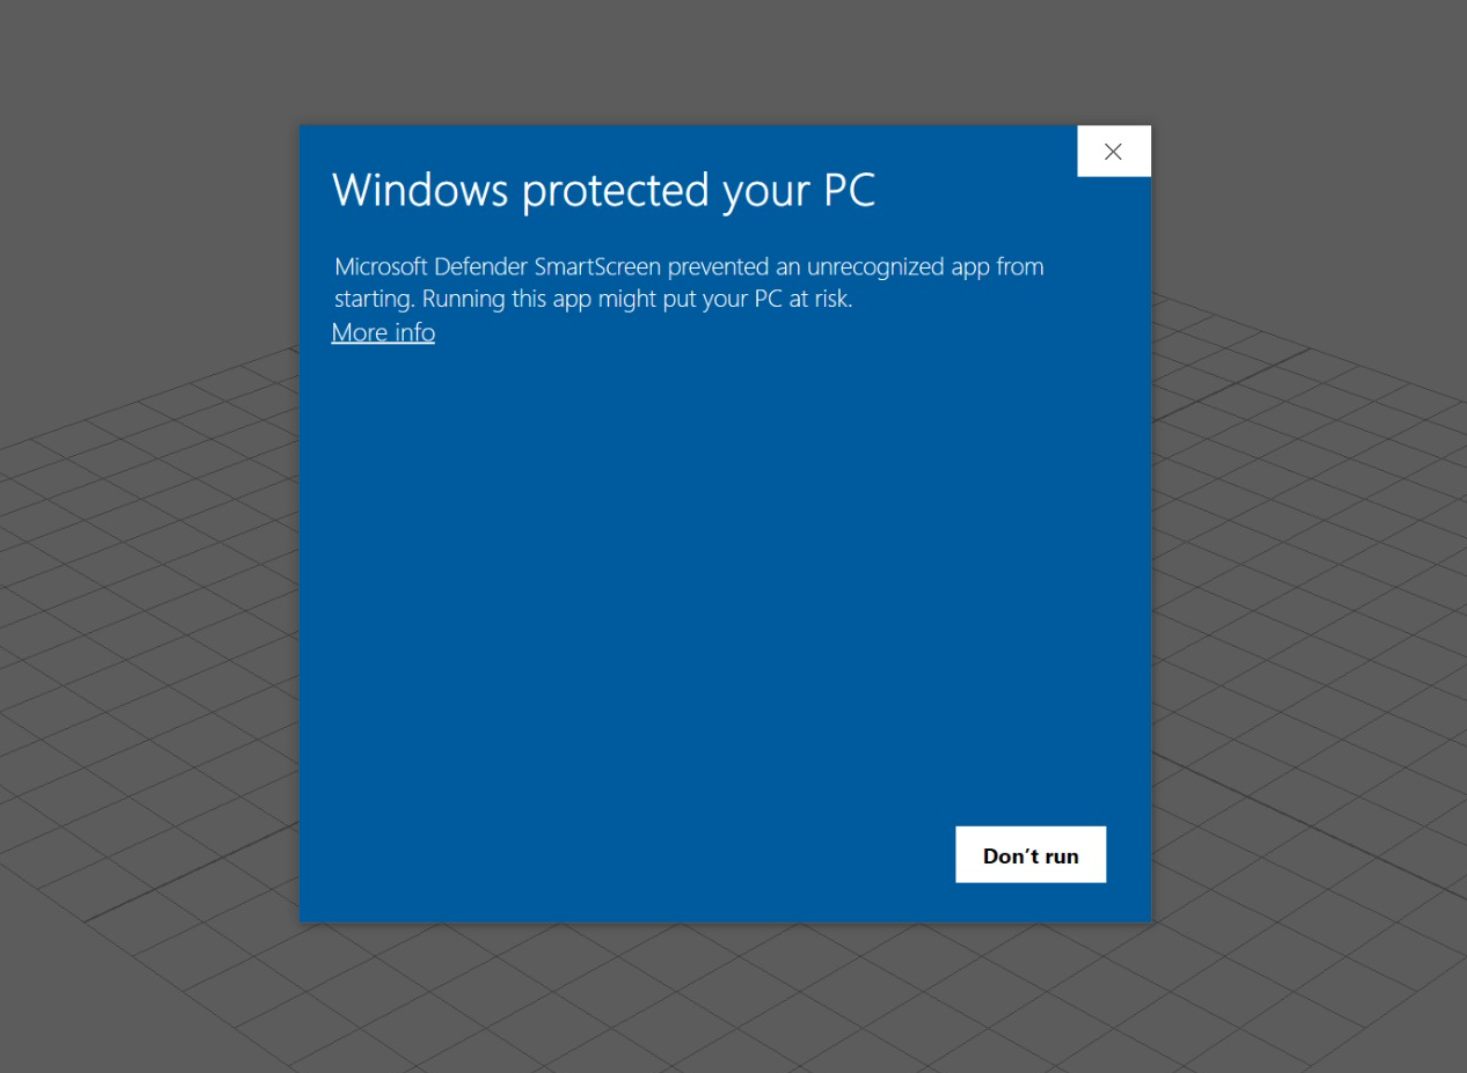 Windows protected your PC
Microsoft Defender SmartScreen prevented an unrecognized app from
starting. Running this app might put your PC at risk.
More info
Don’t run